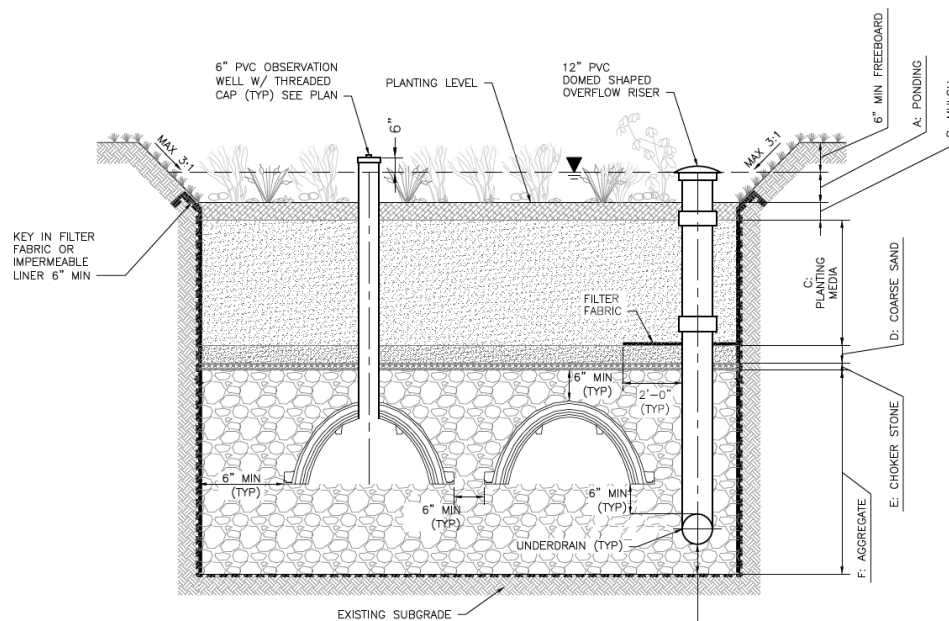 6" PVC OBSERVATION
WELL W/ THREADED
CAP (TYP) SEE PLAN
6"
PLANTING LEVEL
12" PVC
DOMED SHAPED
OVERFLOW RISER
MAX 3:1
MAX 3:1
6" MIN FREEBOARD
A: PONDING
KEY IN FILTER
FABRIC OR
IMPERMEABLE
LINER 6" MIN
C:
PLANTING
MEDIA
D: COARSE SAND
FILTER
FABRIC
6" MIN
(TYP)
2'-0"
(TYP)
6" MIN
(TYP)
6" MIN
(TYP)
6" MIN
(TYP)
UNDERDRAIN (TYP)
E: CHOKER STONE
F: AGGREGATE
EXISTING SUBGRADE